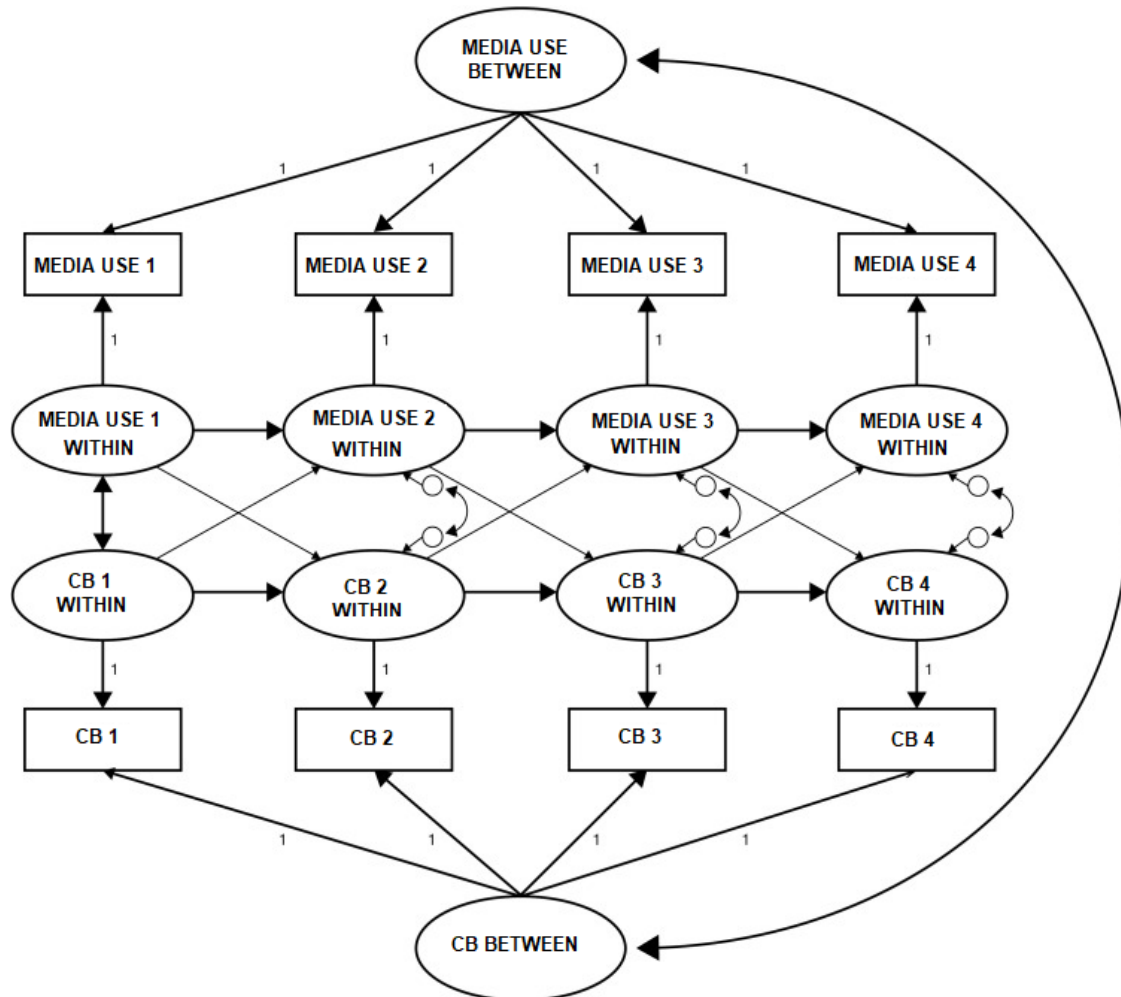 MEDIA USE
BETWEEN
1
1
1
1
MEDIA USE 1
MEDIA USE 2
MEDIA USE 3
MEDIA USE 4
1
1
1
1
MEDIA USE 1
WITHIN
MEDIA USE 2
WITHIN
MEDIA USE 3
WITHIN
MEDIA USE 4
WITHIN
CB 1
WITHIN
CB 2
WITHIN
CB 3
WITHIN
CB 4
WITHIN
1
1
1
1
CB 1
CB 2
CB 3
CB 4
1
1
1
1
CB BETWEEN